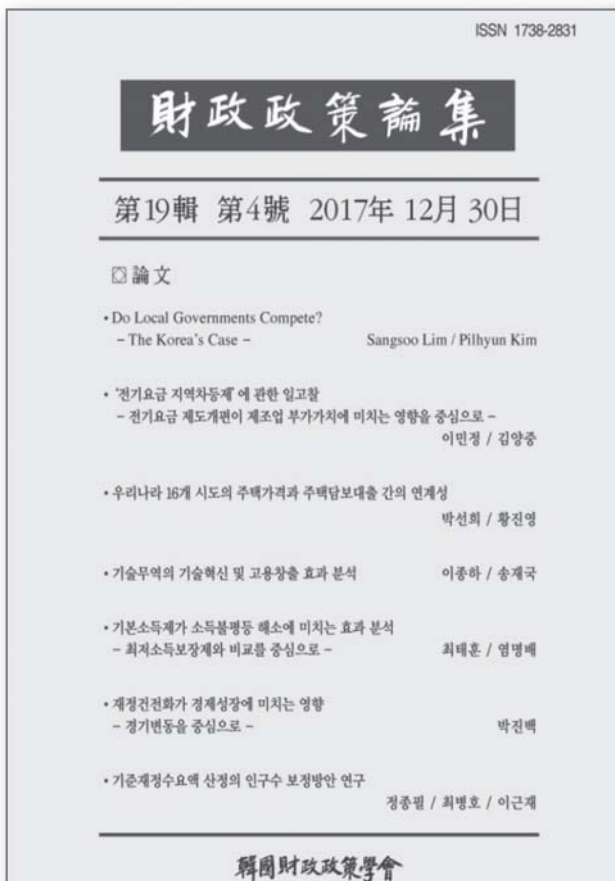 ISSN 1738-2831
財政政策論集
第19輯 第4號 2017年 12月 30日
論文
• Do Local Governments Compete?
- The Korea's Case - Sangsoo Lim / Pilhyun Kim
• '전기요금 지역차등제'에 관한 일고찰
- 전기요금 제도개편이 제조업 부가가치에 미치는 영향을 중심으로 -
이민정 / 김양중
• 우리나라 16개 시도의 주택가격과 주택담보대출 간의 연계성
박선희 / 황진영
• 기술무역의 기술혁신 및 고용창출 효과 분석 이종하 / 송재국
• 기본소득제가 소득불평등 해소에 미치는 효과 분석
- 최저소득보장제와 비교를 중심으로 - 최태훈 / 염명배
• 재정건전화가 경제성장에 미치는 영향
- 경기변동을 중심으로 - 박진백
• 기준재정수요액 산정의 인구수 보정방안 연구
정종필 / 최병호 / 이근재
韓國財政政策學會